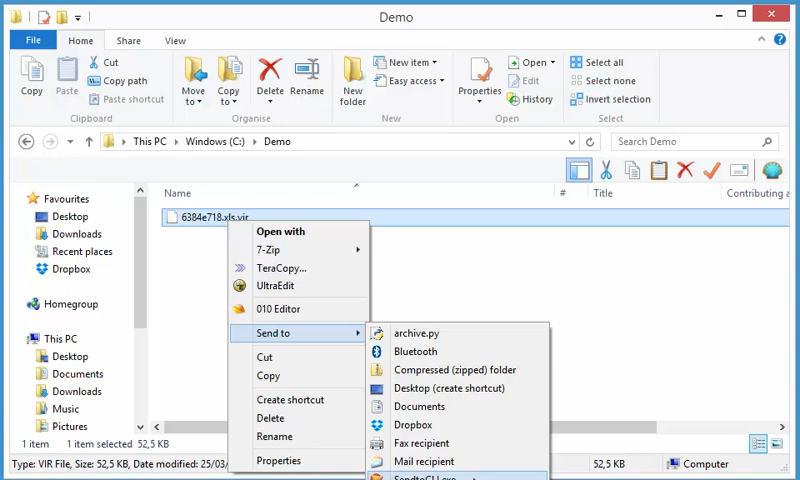 Demo
File Home Share View
Copy
Paste
Cut
Copy path
Paste shortcut
Clipboard
Move to
Copy to
Delete
Rename
Organise
New folder
New item
Easy access
New
Properties
Open
Edit
History
Open
Select all
Select none
Invert selection
Select
This PC Windows (C:) Demo
Search Demo
Name # Title Contributing a
Favourites
Desktop
Downloads
Recent places
Dropbox
Homegroup
This PC
Desktop
Documents
Downloads
Music
Pictures
6384e718.xls.vir
Open with
7-Zip
TeraCopy...
UltraEdit
010 Editor
Send to
Cut
Copy
Create shortcut
Delete
Rename
Properties
archive.py
Bluetooth
Compressed (zipped) folder
Desktop (create shortcut)
Documents
Dropbox
Fax recipient
Mail recipient
SendtoCLI.exe
1 item 1 item selected 52,5 KB
Type: VIR File, Size: 52,5 KB, Date modified: 25/03/
52,5 KB
Computer